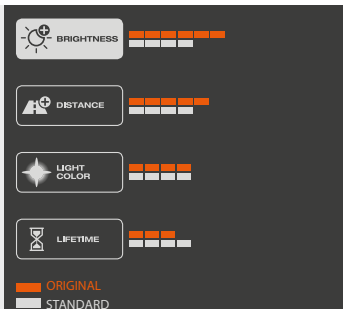 BRIGHTNESS
DISTANCE
LIGHT
COLOR
LIFETIME
ORIGINAL
STANDARD